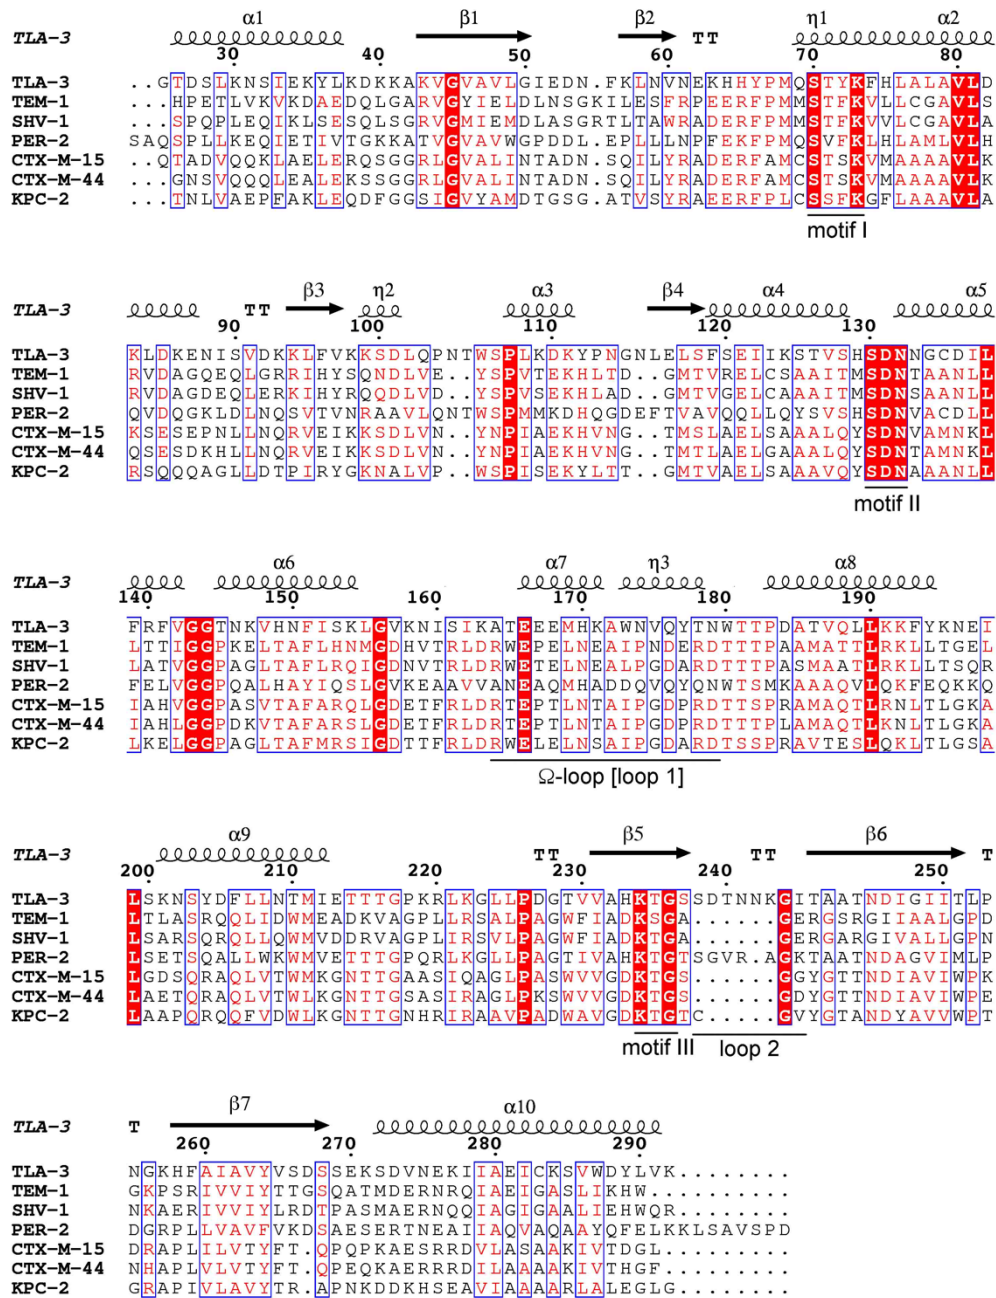 α1 β1 β2 η1 α2
TLA-3 TT
30 40 50 60 70 80
TLA-3 ..GTDSLKNSIEKYLKDKKAKVGVAVLGIEDN.FKLNVNEKHHYPMQSTYKFHLALAVLD
TEM-1 ...HPETLVKVKDAEDQLGARVGYIELDLNSGKILESFRPEERFPMMSTFKVLLCGAVLS
SHV-1 ...SPQPLEQIKLSESQLSGRVGMIEMDLASGRTLTAWRADERFPMMSTFKVVLCGAVLA
PER-2 SAQSPLLKEQIETIVTGKKATVGVAVWGPDDL.EPLLLNPFEKFPMQSVFKLHLAMLVLH
CTX-M-15 ..QTADVQQKLAELERQSGGRLGVALINTADN.SQILYRADERFAMCSTSKVMAAAAVLK
CTX-M-44 ...GNSVQQQLEALEKSSGGRLGVALINTADN.SQILYRADERFAMCSTSKVMAAAAVLK
KPC-2 ...TNLVAEPFAKLEQDFGGSIGVYAMDTGSG.ATVSYRAEERFPLCSSFKGFLAAAVLA
motif I
β3 η2 α3 β4 α4 α5
TLA-3 TT
90 100 110 120 130
TLA-3 KLDKENISVDKKLFVKKSDLQPNTWSPLKDKYPNGNLELSFSEIIKSTVSHSDNNGCDIL
TEM-1 RVDAGQEQLGRRIHYSQNDLVE..YSPVTEKHLTD..GMTVRELCSAAITMSDNTAANLL
SHV-1 RVDAGDEQLERKIHYRQQDLVD..YSPVSEKHLAD..GMTVGELCAAAITMSDNSAANLL
PER-2 QVDQGKLDLNQSVTVNRAAVLQNTWSPMMKDHQGDEFTVAVQQLLQYSVSHSDNVACDLL
CTX-M-15 KSESEPNLLNQRVEIKKSDLVN..YNPIAEKHVNG..TMSLAELSAAALQYSDNVAMNKL
CTX-M-44 QSESDKHLLNQRVEIKKSDLVN..YNPIAEKHVNG..TMTLAELGAAALQYSDNTAMNKL
KPC-2 RSQQQAGLLDTPIRYGKNALVP..WSPISEKYLTT..GMTVAELSAAAVQYSDNAAANLL
motif II
α6 α7 η3 α8
TLA-3
140 150 160 170 180 190
TLA-3 FRFVGGTNKVHNFISKLGVKNISIKATEEEMHKAWNVQYTNWTTPDATVQLLKKFYKNEI
TEM-1 LTTIGGPKELTAFLHNMGDHVTRLDRWEPELNEAIPNDERDTTTPAAMATTLRKLLTGEL
SHV-1 LATVGGPAGLTAFLRQIGDNVTRLDRWETELNEALPGDARDTTTPASMAATLRKLLTSQR
PER-2 FELVGGPQALHAYIQSLGVKEAAVVANEAQMHADDQVQYQNWTSMKAAAQVLQKFEQKKQ
CTX-M-15 IAHVGGPASVTAFARQLGDETFRLDRTEPTLNTAIPGDPRDTTSPRAMAQTLRNLTLGKA
CTX-M-44 IAHLGGPDKVTAFARSLGDETFRLDRTEPTLNTAIPGDPRDTTTPLAMAQTLKNLTLGKA
KPC-2 LKELGGPAGLTAFMRSIGDTTFRLDRWELELNSAIPGDARDTSSPRAVTESLQKLTLGSA
Ω-loop [loop 1]
α9 β5 β6
TLA-3 TT TT T
200 210 220 230 240 250
TLA-3 LSKNSYDFLLNTMIETTTGPKRLKGLLPDGTVVAHKTGSSDTNNKGITAATNDIGIITLP
TEM-1 LTLASRQQLIDWMEADKVAGPLLRSALPAGWFIADKSGA......GERGSRGIIAALGPD
SHV-1 LSARSQRQLLQWMVDDRVAGPLIRSVLPAGWFIADKTGA......GERGARGIVALLGPN
PER-2 LSETSQALLWKWMVETTTGPQRLKGLLPAGTIVAHKTGTSGVR.AGKTAATNDAGVIMLP
CTX-M-15 LGDSQRAQLVTWMKGNTTGAASIQAGLPASWVVGDKTGS......GGYGTTNDIAVIWPK
CTX-M-44 LAETQRAQLVTWLKGNTTGSASIRAGLPKSWVVGDKTGS......GDYGTTNDIAVIWPE
KPC-2 LAAPQRQQFVDWLKGNTTGNHRIRAAVPADWAVGDKTGTC.....GVYGTANDYAVVWPT
motif III loop 2
β7 α10
TLA-3 T
260 270 280 290
TLA-3 NGKHFAIAVYVSDSSEKSDVNEKIIAEICKSVWDYLVK........
TEM-1 GKPSRIVVIYTTGSQATMDERNRQIAEIGASLIKHW..........
SHV-1 NKAERIVVIYLRDTPASMAERNQQIAGIGAALIEHWQR........
PER-2 DGRPLLVAVFVKDSAESERTNEAIIAQVAQAAYQFELKKLSAVSPD
CTX-M-15 DRAPLILVTYFT.QPQPKAESRRDVLASAAKIVTDGL.........
CTX-M-44 NHAPLVLVTYFT.QPEQKAERRRDILAAAAKIVTHGF.........
KPC-2 GRAPIVLAVYTR.APNKDDKHSEAVIAAAARLALEGLG........